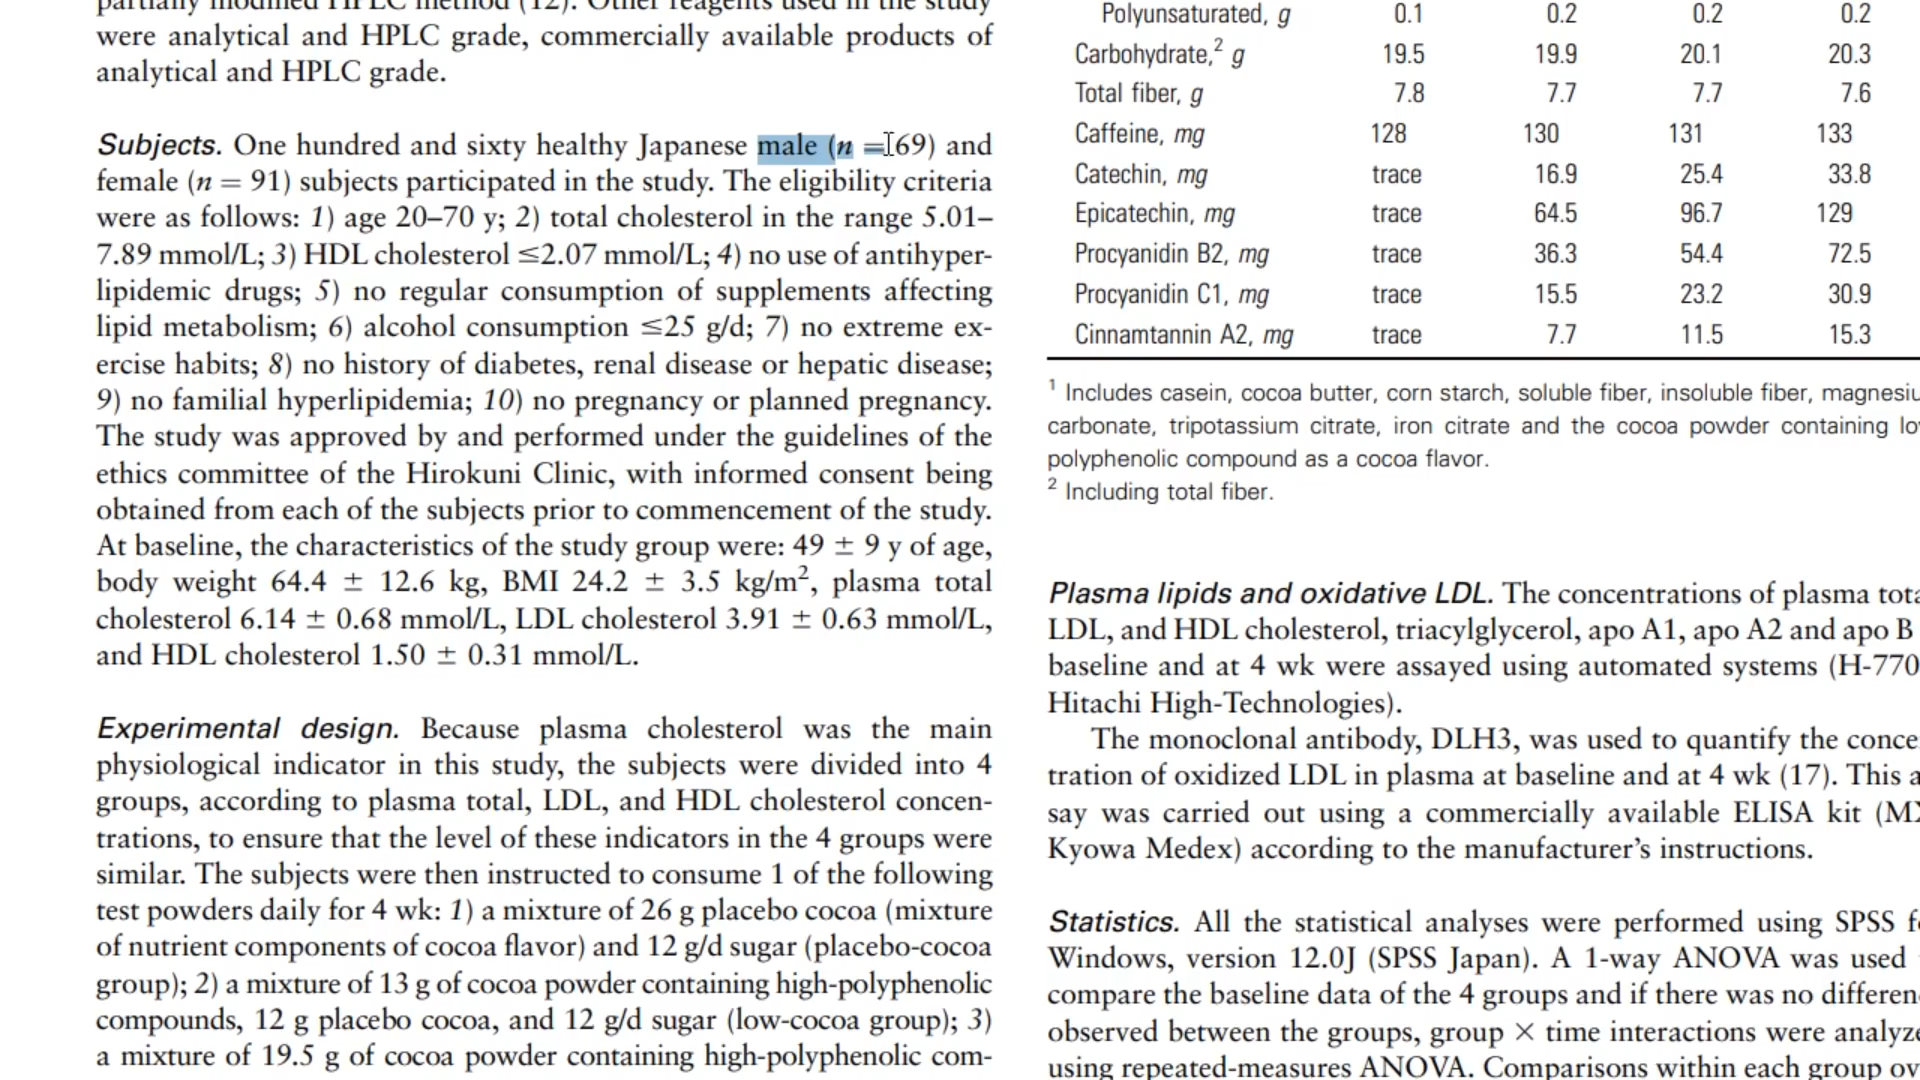 were analytical and HPLC grade, commercially available products of
analytical and HPLC grade.
Subjects. One hundred and sixty healthy Japanese male (n = 69) and
female (n = 91) subjects participated in the study. The eligibility criteria
were as follows: 1) age 20–70 y; 2) total cholesterol in the range 5.01–
7.89 mmol/L; 3) HDL cholesterol ≤2.07 mmol/L; 4) no use of antihyper-
lipidemic drugs; 5) no regular consumption of supplements affecting
lipid metabolism; 6) alcohol consumption ≤25 g/d; 7) no extreme ex-
ercise habits; 8) no history of diabetes, renal disease or hepatic disease;
9) no familial hyperlipidemia; 10) no pregnancy or planned pregnancy.
The study was approved by and performed under the guidelines of the
ethics committee of the Hirokuni Clinic, with informed consent being
obtained from each of the subjects prior to commencement of the study.
At baseline, the characteristics of the study group were: 49 ± 9 y of age,
body weight 64.4 ± 12.6 kg, BMI 24.2 ± 3.5 kg/m², plasma total
cholesterol 6.14 ± 0.68 mmol/L, LDL cholesterol 3.91 ± 0.63 mmol/L,
and HDL cholesterol 1.50 ± 0.31 mmol/L.
Experimental design. Because plasma cholesterol was the main
physiological indicator in this study, the subjects were divided into 4
groups, according to plasma total, LDL, and HDL cholesterol concen-
trations, to ensure that the level of these indicators in the 4 groups were
similar. The subjects were then instructed to consume 1 of the following
test powders daily for 4 wk: 1) a mixture of 26 g placebo cocoa (mixture
of nutrient components of cocoa flavor) and 12 g/d sugar (placebo-cocoa
group); 2) a mixture of 13 g of cocoa powder containing high-polyphenolic
compounds, 12 g placebo cocoa, and 12 g/d sugar (low-cocoa group); 3)
a mixture of 19.5 g of cocoa powder containing high-polyphenolic com-
Polyunsaturated, g 0.1 0.2 0.2 0.2
Carbohydrate,² g 19.5 19.9 20.1 20.3
Total fiber, g 7.8 7.7 7.7 7.6
Caffeine, mg 128 130 131 133
Catechin, mg trace 16.9 25.4 33.8
Epicatechin, mg trace 64.5 96.7 129
Procyanidin B2, mg trace 36.3 54.4 72.5
Procyanidin C1, mg trace 15.5 23.2 30.9
Cinnamtannin A2, mg trace 7.7 11.5 15.3
¹ Includes casein, cocoa butter, corn starch, soluble fiber, insoluble fiber, magnesiu
carbonate, tripotassium citrate, iron citrate and the cocoa powder containing lo
polyphenolic compound as a cocoa flavor.
² Including total fiber.
Plasma lipids and oxidative LDL. The concentrations of plasma tota
LDL, and HDL cholesterol, triacylglycerol, apo A1, apo A2 and apo B
baseline and at 4 wk were assayed using automated systems (H-770
Hitachi High-Technologies).
The monoclonal antibody, DLH3, was used to quantify the conce
tration of oxidized LDL in plasma at baseline and at 4 wk (17). This a
say was carried out using a commercially available ELISA kit (MX
Kyowa Medex) according to the manufacturer's instructions.
Statistics. All the statistical analyses were performed using SPSS f
Windows, version 12.0J (SPSS Japan). A 1-way ANOVA was used
compare the baseline data of the 4 groups and if there was no differen
observed between the groups, group × time interactions were analyze
using repeated-measures ANOVA. Comparisons within each group ov